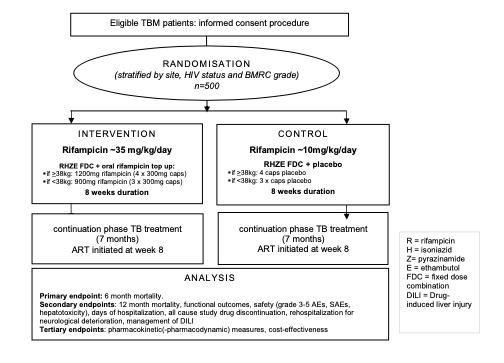 Eligible TBM patients: informed consent procedure
RANDOMISATION
(stratified by site, HIV status and BMRC grade)
n=500
INTERVENTION
Rifampicin ~35 mg/kg/day
RHZE FDC + oral rifampicin top up:
*if ≥38kg: 1200mg rifampicin (4 x 300mg caps)
*if <38kg: 900mg rifampicin (3 x 300mg caps)
8 weeks duration
CONTROL
Rifampicin ~10mg/kg/day
RHZE FDC + placebo
*if ≥38kg: 4 caps placebo
*if <38kg: 3 x caps placebo
8 weeks duration
continuation phase TB treatment
(7 months)
ART initiated at week 8
continuation phase TB treatment
(7 months)
ART initiated at week 8
ANALYSIS
Primary endpoint: 6 month mortality.
Secondary endpoints: 12 month mortality, functional outcomes, safety (grade 3-5 AEs, SAEs,
hepatotoxicity), days of hospitalization, all cause study drug discontinuation, rehospitalization for
neurological deterioration, management of DILI
Tertiary endpoints: pharmacokinetic(-pharmacodynamic) measures, cost-effectiveness
R = rifampicin
H = isoniazid
Z= pyrazinamide
E = ethambutol
FDC = fixed dose
combination
DILI = Drug-
induced liver injury